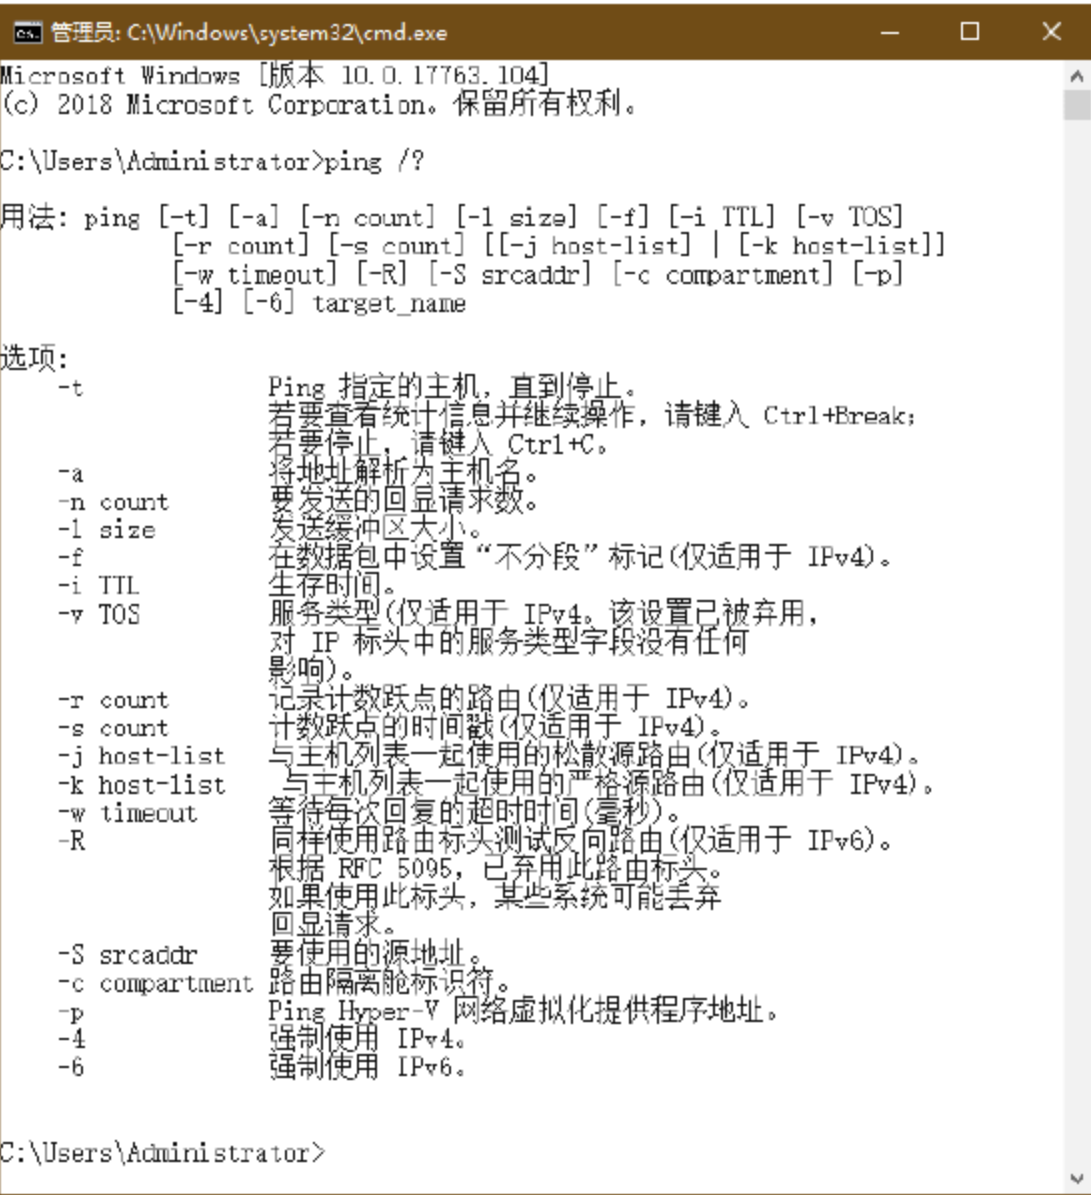 管理员: C:\Windows\system32\cmd.exe
Microsoft Windows [版本 10.0.17763.104]
(c) 2018 Microsoft Corporation。保留所有权利。
C:\Users\Administrator>ping /?
用法: ping [-t] [-a] [-n count] [-l size] [-f] [-i TTL] [-v TOS]
[-r count] [-s count] [[-j host-list] | [-k host-list]]
[-w timeout] [-R] [-S srcaddr] [-c compartment] [-p]
[-4] [-6] target_name
选项:
-t Ping 指定的主机，直到停止。
若要查看统计信息并继续操作，请键入 Ctrl+Break;
若要停止，请键入 Ctrl+C。
-a 将地址解析为主机名。
-n count 要发送的回显请求数。
-l size 发送缓冲区大小。
-f 在数据包中设置“不分段”标记(仅适用于 IPv4)。
-i TTL 生存时间。
-v TOS 服务类型(仅适用于 IPv4。该设置已被弃用，
对 IP 标头中的服务类型字段没有任何
影响)。
-r count 记录计数跃点的路由(仅适用于 IPv4)。
-s count 计数跃点的时间戳(仅适用于 IPv4)。
-j host-list 与主机列表一起使用的松散源路由(仅适用于 IPv4)。
-k host-list 与主机列表一起使用的严格源路由(仅适用于 IPv4)。
-w timeout 等待每次回复的超时时间(毫秒)。
-R 同样使用路由标头测试反向路由(仅适用于 IPv6)。
根据 RFC 5095，已弃用此路由标头。
如果使用此标头，某些系统可能丢弃
回显请求。
-S srcaddr 要使用的源地址。
-c compartment 路由隔离舱标识符。
-p Ping Hyper-V 网络虚拟化提供程序地址。
-4 强制使用 IPv4。
-6 强制使用 IPv6。
C:\Users\Administrator>